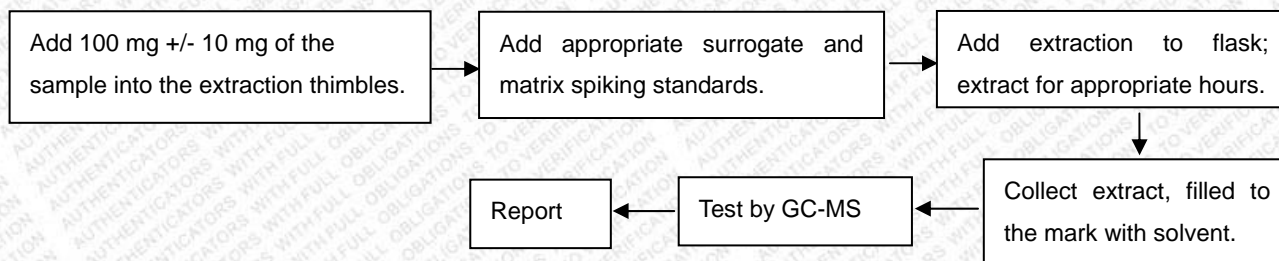 Add 100 mg +/- 10 mg of the
sample into the extraction thimbles.
Add appropriate surrogate and
matrix spiking standards.
Add extraction to flask;
extract for appropriate hours.
Collect extract, filled to
the mark with solvent.
Test by GC-MS
Report